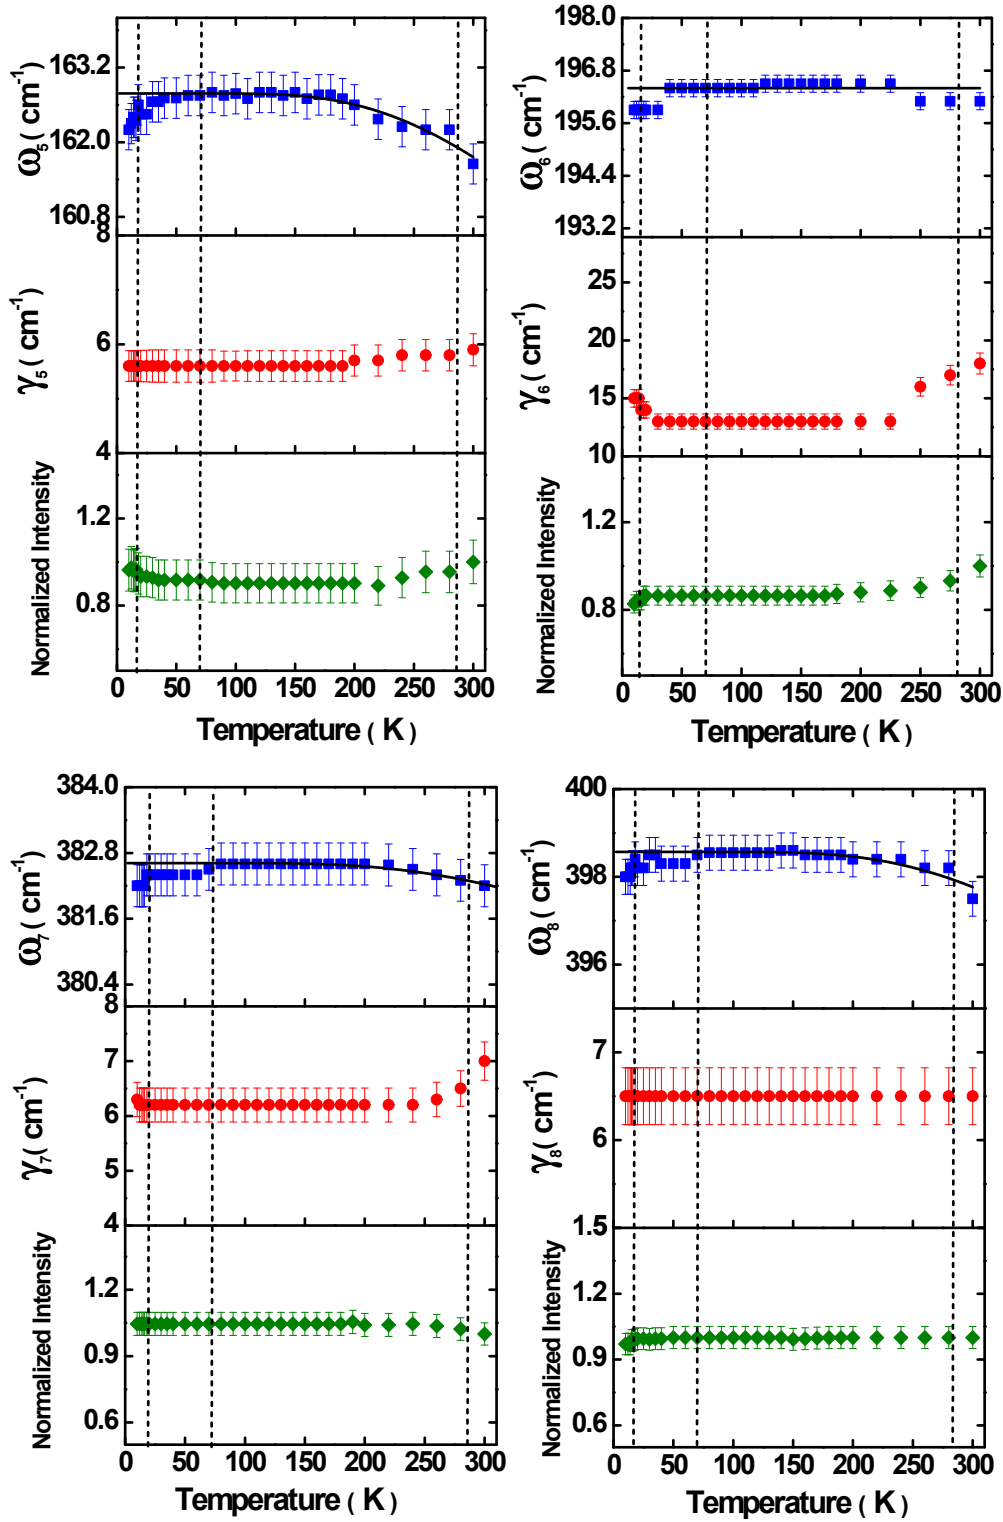 ω5 ( cm-1)
163.2
162.0
160.8
γ5 ( cm-1)
8
6
4
Normalized Intensity
1.2
0.8
0 50 100 150 200 250 300
Temperature ( K )
ω6 ( cm-1)
198.0
196.8
195.6
194.4
193.2
γ6 ( cm-1)
25
20
15
10
Normalized Intensity
1.2
0.8
0 50 100 150 200 250 300
Temperature ( K )
ω7 ( cm-1)
384.0
382.8
381.6
380.4
γ7 ( cm-1)
8
7
6
5
4
Normalized Intensity
1.2
0.9
0.6
0 50 100 150 200 250 300
Temperature ( K )
ω8 ( cm-1)
400
398
396
γ8 ( cm-1)
7
6
Normalized Intensity
1.5
1.2
0.9
0.6
0 50 100 150 200 250 300
Temperature ( K )